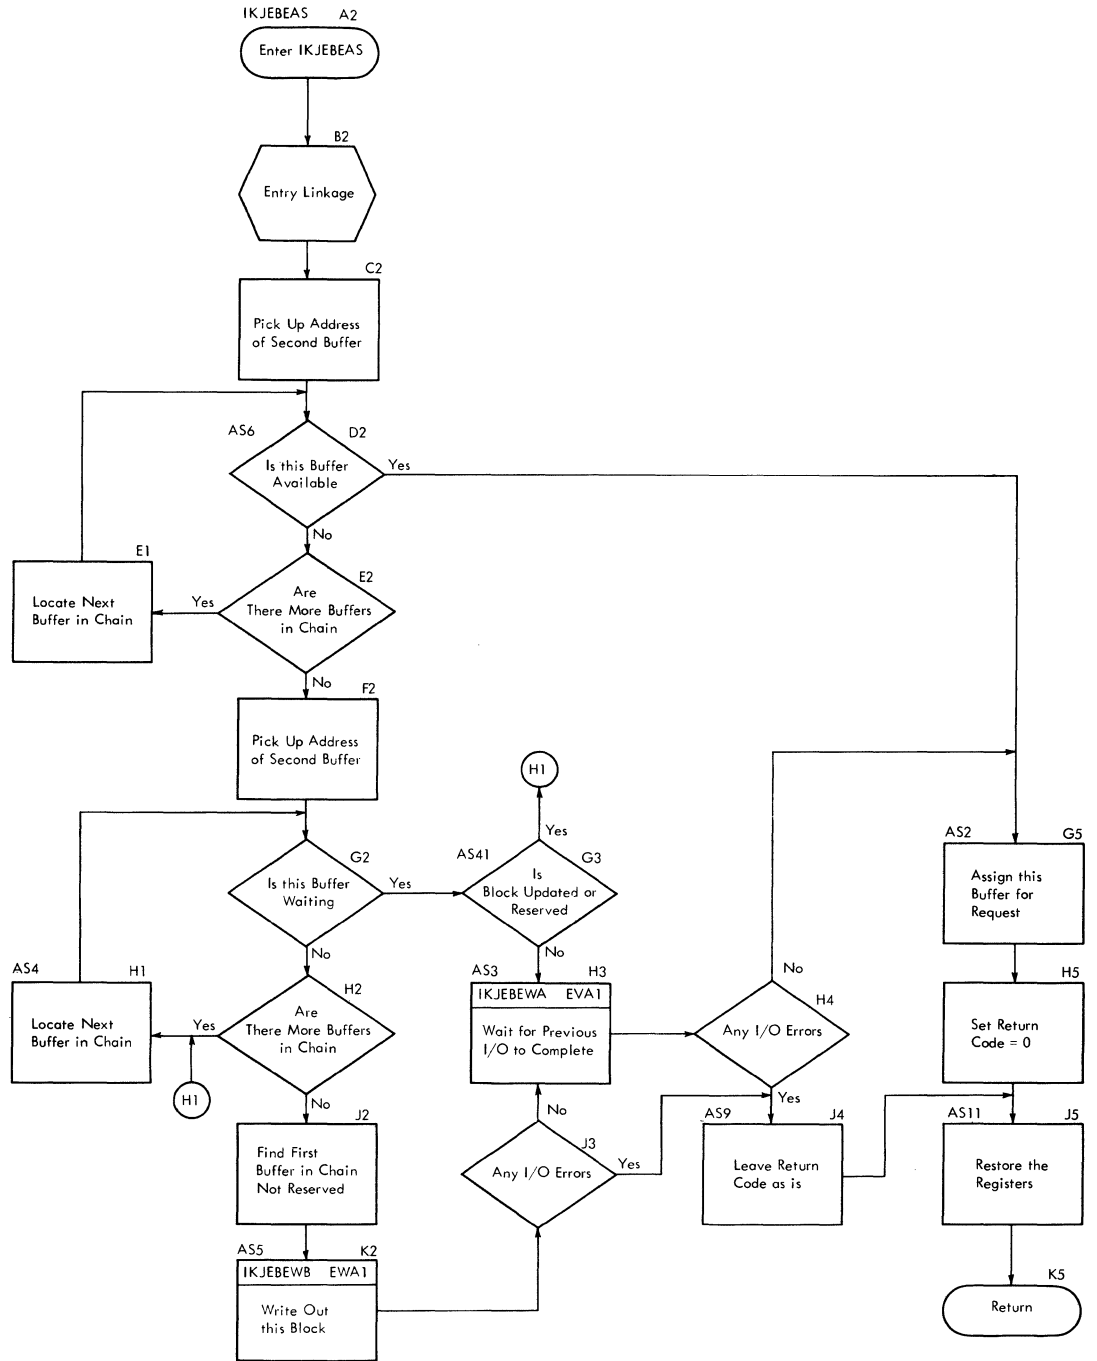 IKJEBEAS A2
Enter IKJEBEAS
B2
Entry Linkage
C2
Pick Up Address
of Second Buffer
AS6 D2
Is this Buffer
Available
Yes
No
E1
Locate Next
Buffer in Chain
Yes
E2
Are
There More Buffers
in Chain
No
F2
Pick Up Address
of Second Buffer
H1
Yes
G2
Is this Buffer
Waiting
Yes
No
AS41 G3
Is
Block Updated or
Reserved
No
AS2 G5
Assign this
Buffer for
Request
AS4 H1
Locate Next
Buffer in Chain
Yes
H1
H2
Are
There More Buffers
in Chain
No
AS3 H3
IKJEBEWA EVA1
Wait for Previous
I/O to Complete
No
No
H4
Any I/O Errors
Yes
H5
Set Return
Code = 0
J2
Find First
Buffer in Chain
Not Reserved
J3
Any I/O Errors
Yes
AS9 J4
Leave Return
Code as is
AS11 J5
Restore the
Registers
AS5 K2
IKJEBEWB EWA1
Write Out
this Block
K5
Return